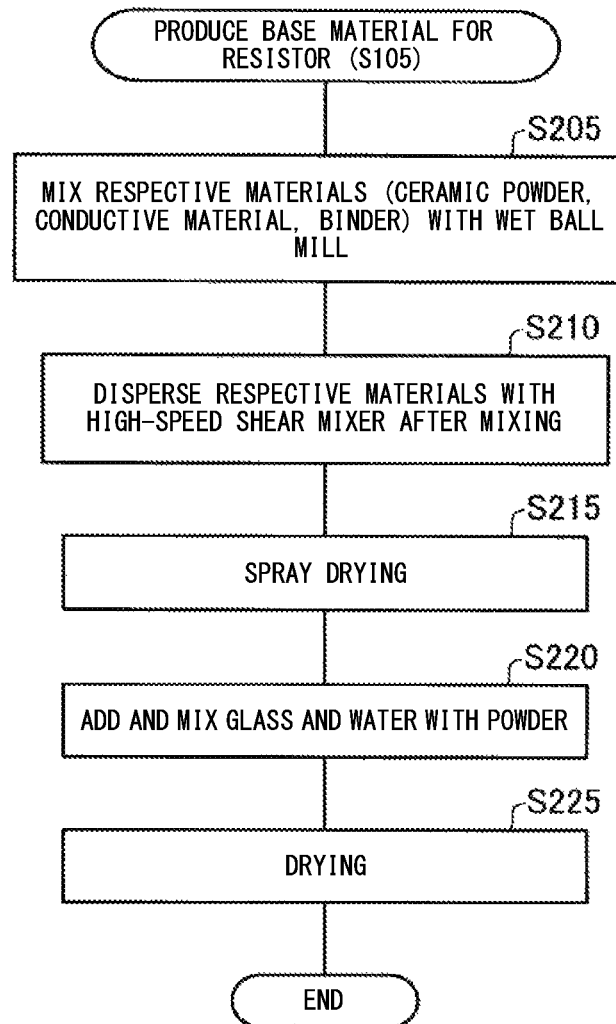 PRODUCE BASE MATERIAL FOR
RESISTOR (S105)
S205
MIX RESPECTIVE MATERIALS (CERAMIC POWDER,
CONDUCTIVE MATERIAL, BINDER) WITH WET BALL
MILL
S210
DISPERSE RESPECTIVE MATERIALS WITH
HIGH-SPEED SHEAR MIXER AFTER MIXING
S215
SPRAY DRYING
S220
ADD AND MIX GLASS AND WATER WITH POWDER
S225
DRYING
END